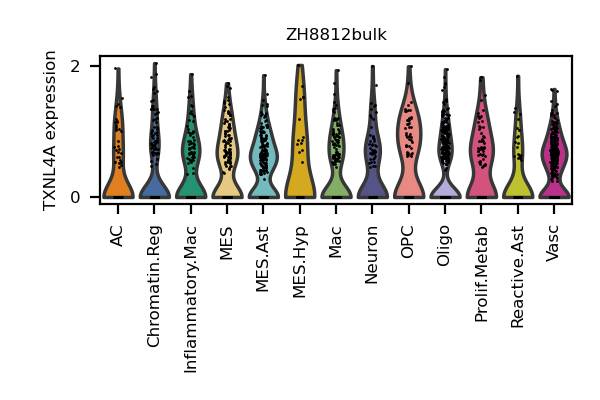 ZH8812bulk
TXNL4A expression
2
0
AC
Chromatin.Reg
Inflammatory.Mac
MES
MES.Ast
MES.Hyp
Mac
Neuron
OPC
Oligo
Prolif.Metab
Reactive.Ast
Vasc